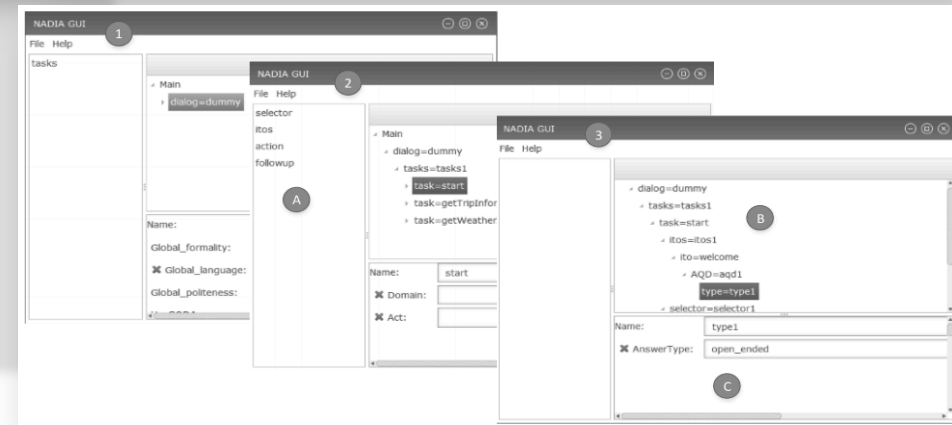 NADIA GUI
1
File Help
tasks
Main
dialog=dummy
Name:
Global_formality:
Global_language:
Global_politeness:
NADIA GUI
2
File Help
selector
itos
action
followup
A
Main
dialog=dummy
tasks=tasks1
task=start
task=getTripInfor
task=getWeather
Name: start
Domain:
Act:
NADIA GUI
3
File Help
dialog=dummy
tasks=tasks1
task=start
B
itos=itos1
ito=welcome
AQD=aqd1
type=type1
selector=selector1
Name: type1
AnswerType: open_ended
C